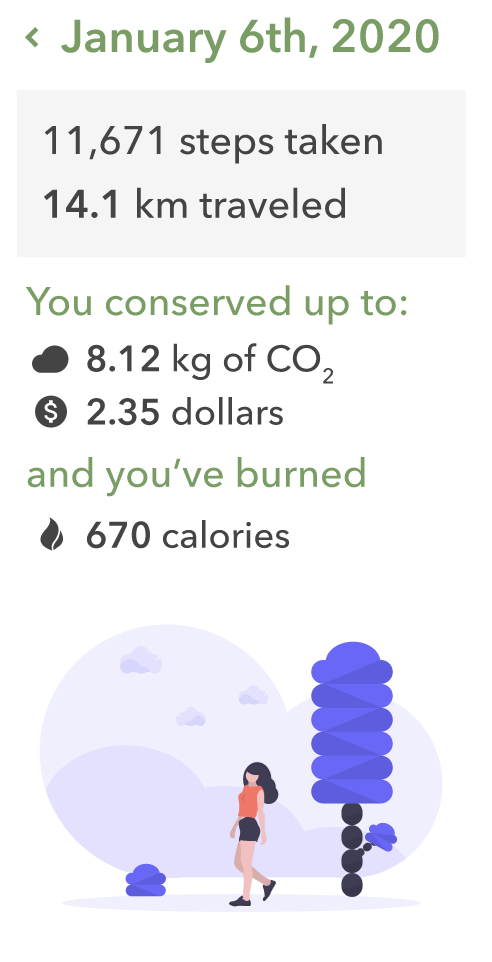 < January 6th, 2020
11,671 steps taken
14.1 km traveled
You conserved up to:
8.12 kg of CO₂
$ 2.35 dollars
and you’ve burned
670 calories